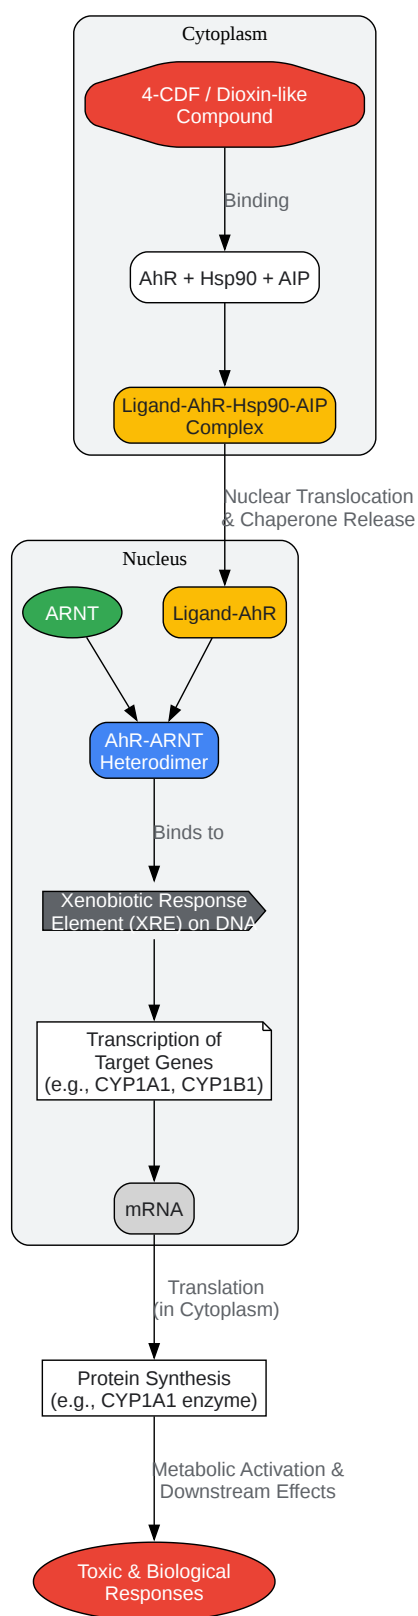 Cytoplasm
4-CDF / Dioxin-like
Compound
Binding
AhR + Hsp90 + AIP
Ligand-AhR-Hsp90-AIP
Complex
Nuclear Translocation
& Chaperone Release
Nucleus
ARNT
Ligand-AhR
AhR-ARNT
Heterodimer
Binds to
Xenobiotic Response
Element (XRE) on DNA
Transcription of
Target Genes
(e.g., CYP1A1, CYP1B1)
mRNA
Translation
(in Cytoplasm)
Protein Synthesis
(e.g., CYP1A1 enzyme)
Metabolic Activation &
Downstream Effects
Toxic & Biological
Responses